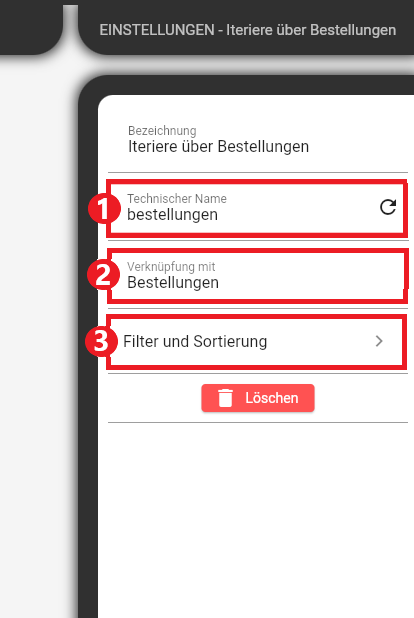 EINSTELLUNGEN - Iteriere über Bestellungen
Bezeichnung
Iteriere über Bestellungen
1
Technischer Name
bestellungen
2
Verknüpfung mit
Bestellungen
3
Filter und Sortierung
Löschen